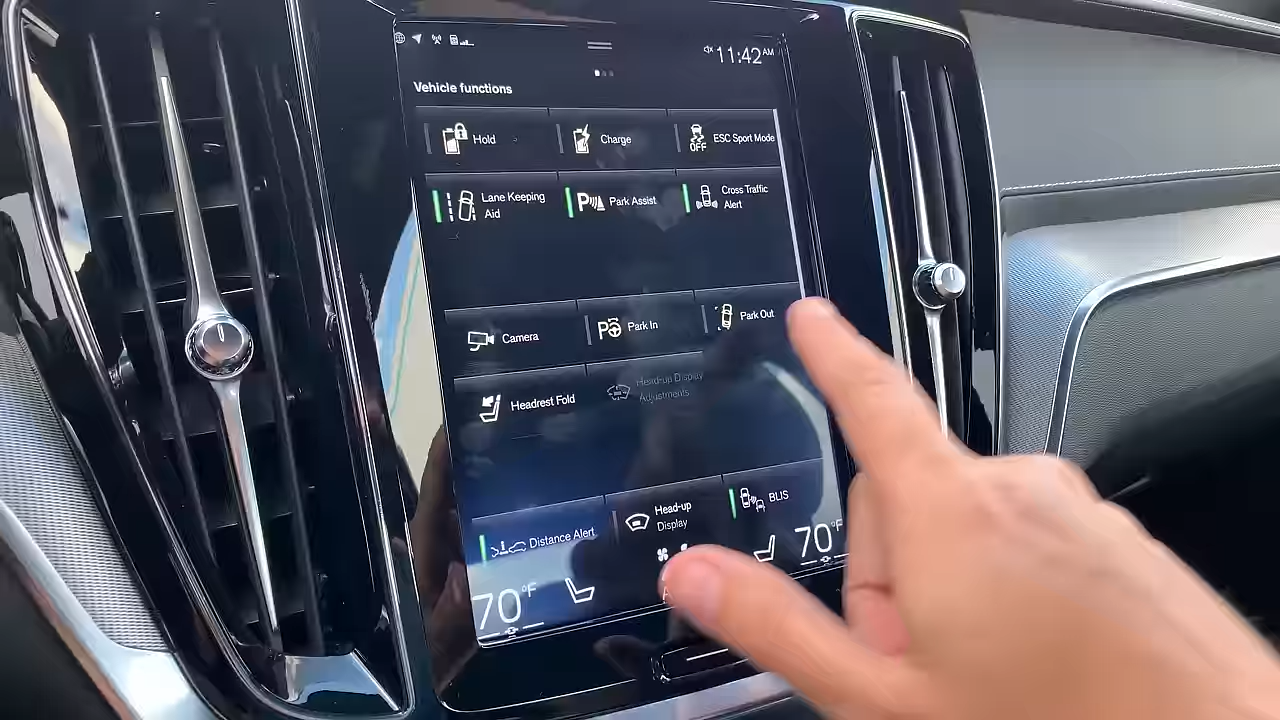 11:42 AM
Vehicle functions
Hold
Charge
OFF
ESC Sport Mode
Lane Keeping
Aid
P
Park Assist
Cross Traffic
Alert
Camera
P
Park In
Park Out
Headrest Fold
Head-up Display
Adjustments
Distance Alert
Head-up
Display
BLIS
70°F
70°F